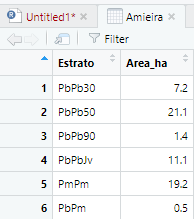 Untitled1*
Amieira
Filter
Estrato Area_ha
1 PbPb30 7.2
2 PbPb50 21.1
3 PbPb90 1.4
4 PbPbJv 11.1
5 PmPm 19.2
6 PbPm 0.5